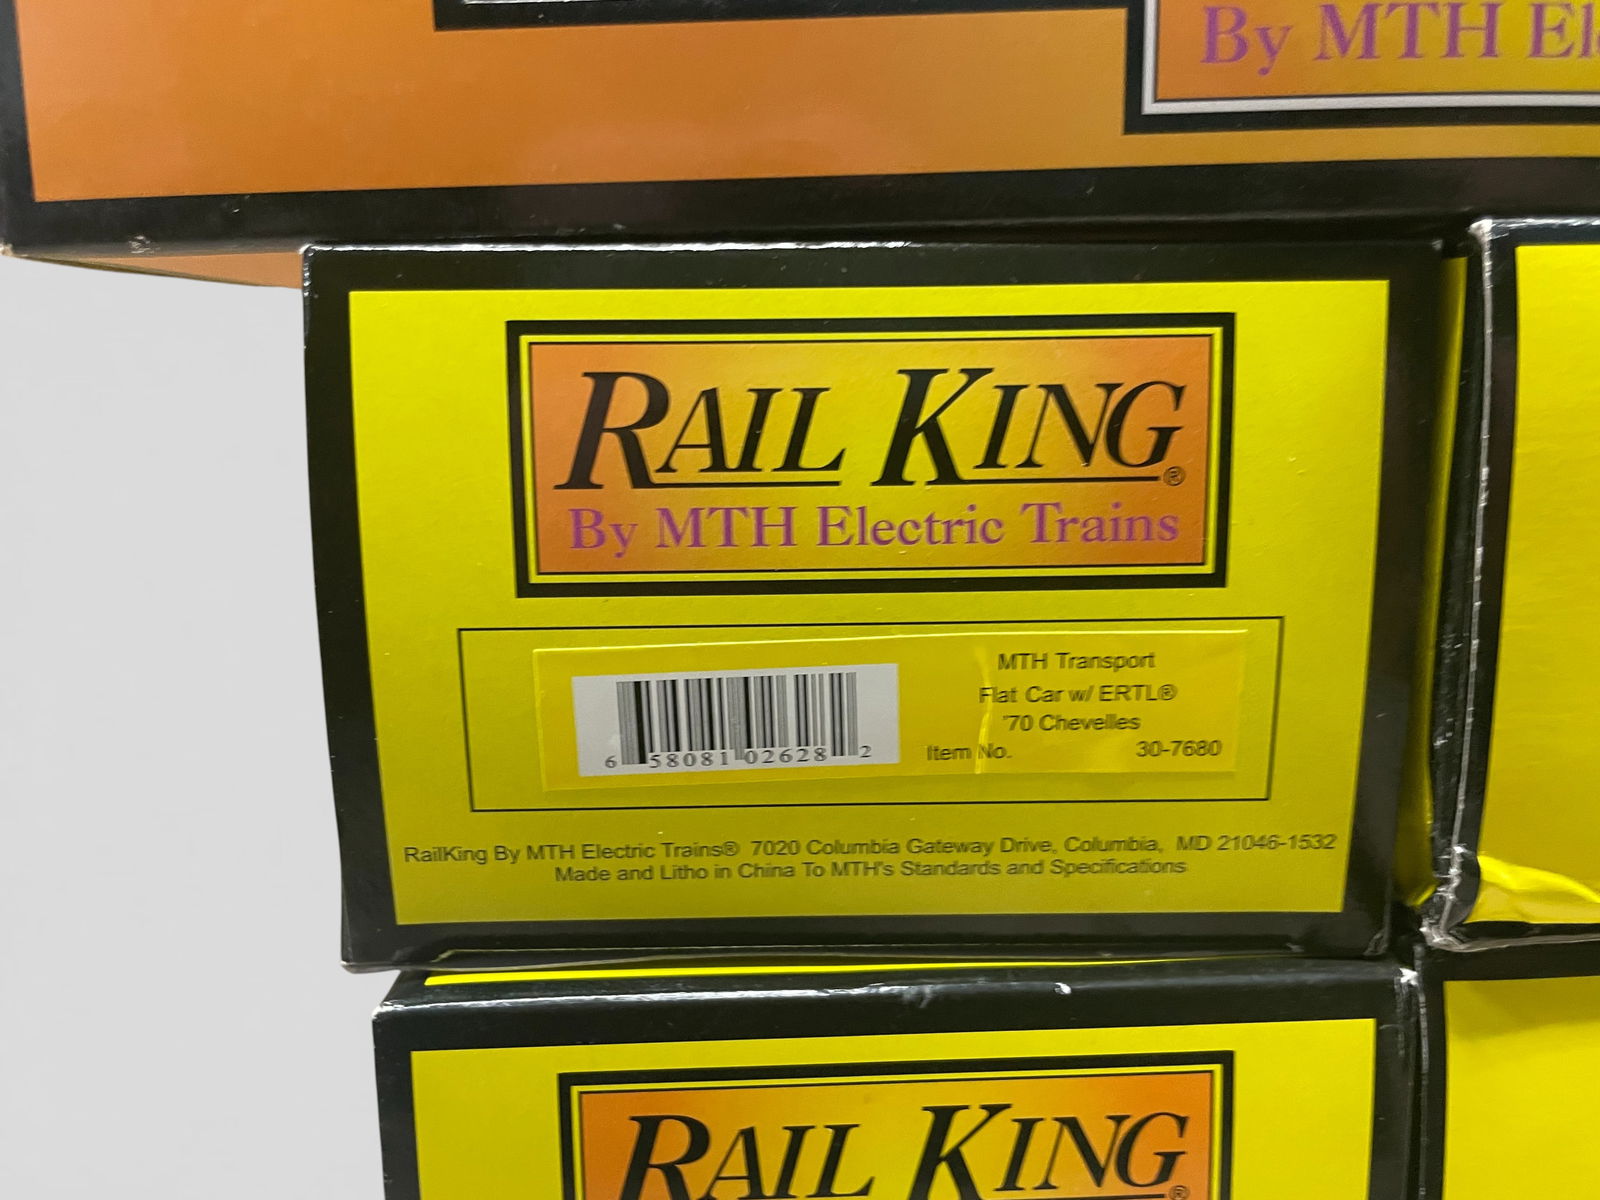 By MTH
RAIL KING®
By MTH Electric Trains
MTH Transport
Flat Car w/ ERTL®
'70 Chevelles
Item No. 30-7680
6 58081 02628 2
RailKing By MTH Electric Trains® 7020 Columbia Gateway Drive, Columbia, MD 21046-1532
Made and Litho in China To MTH's Standards and Specifications
RAIL KING®